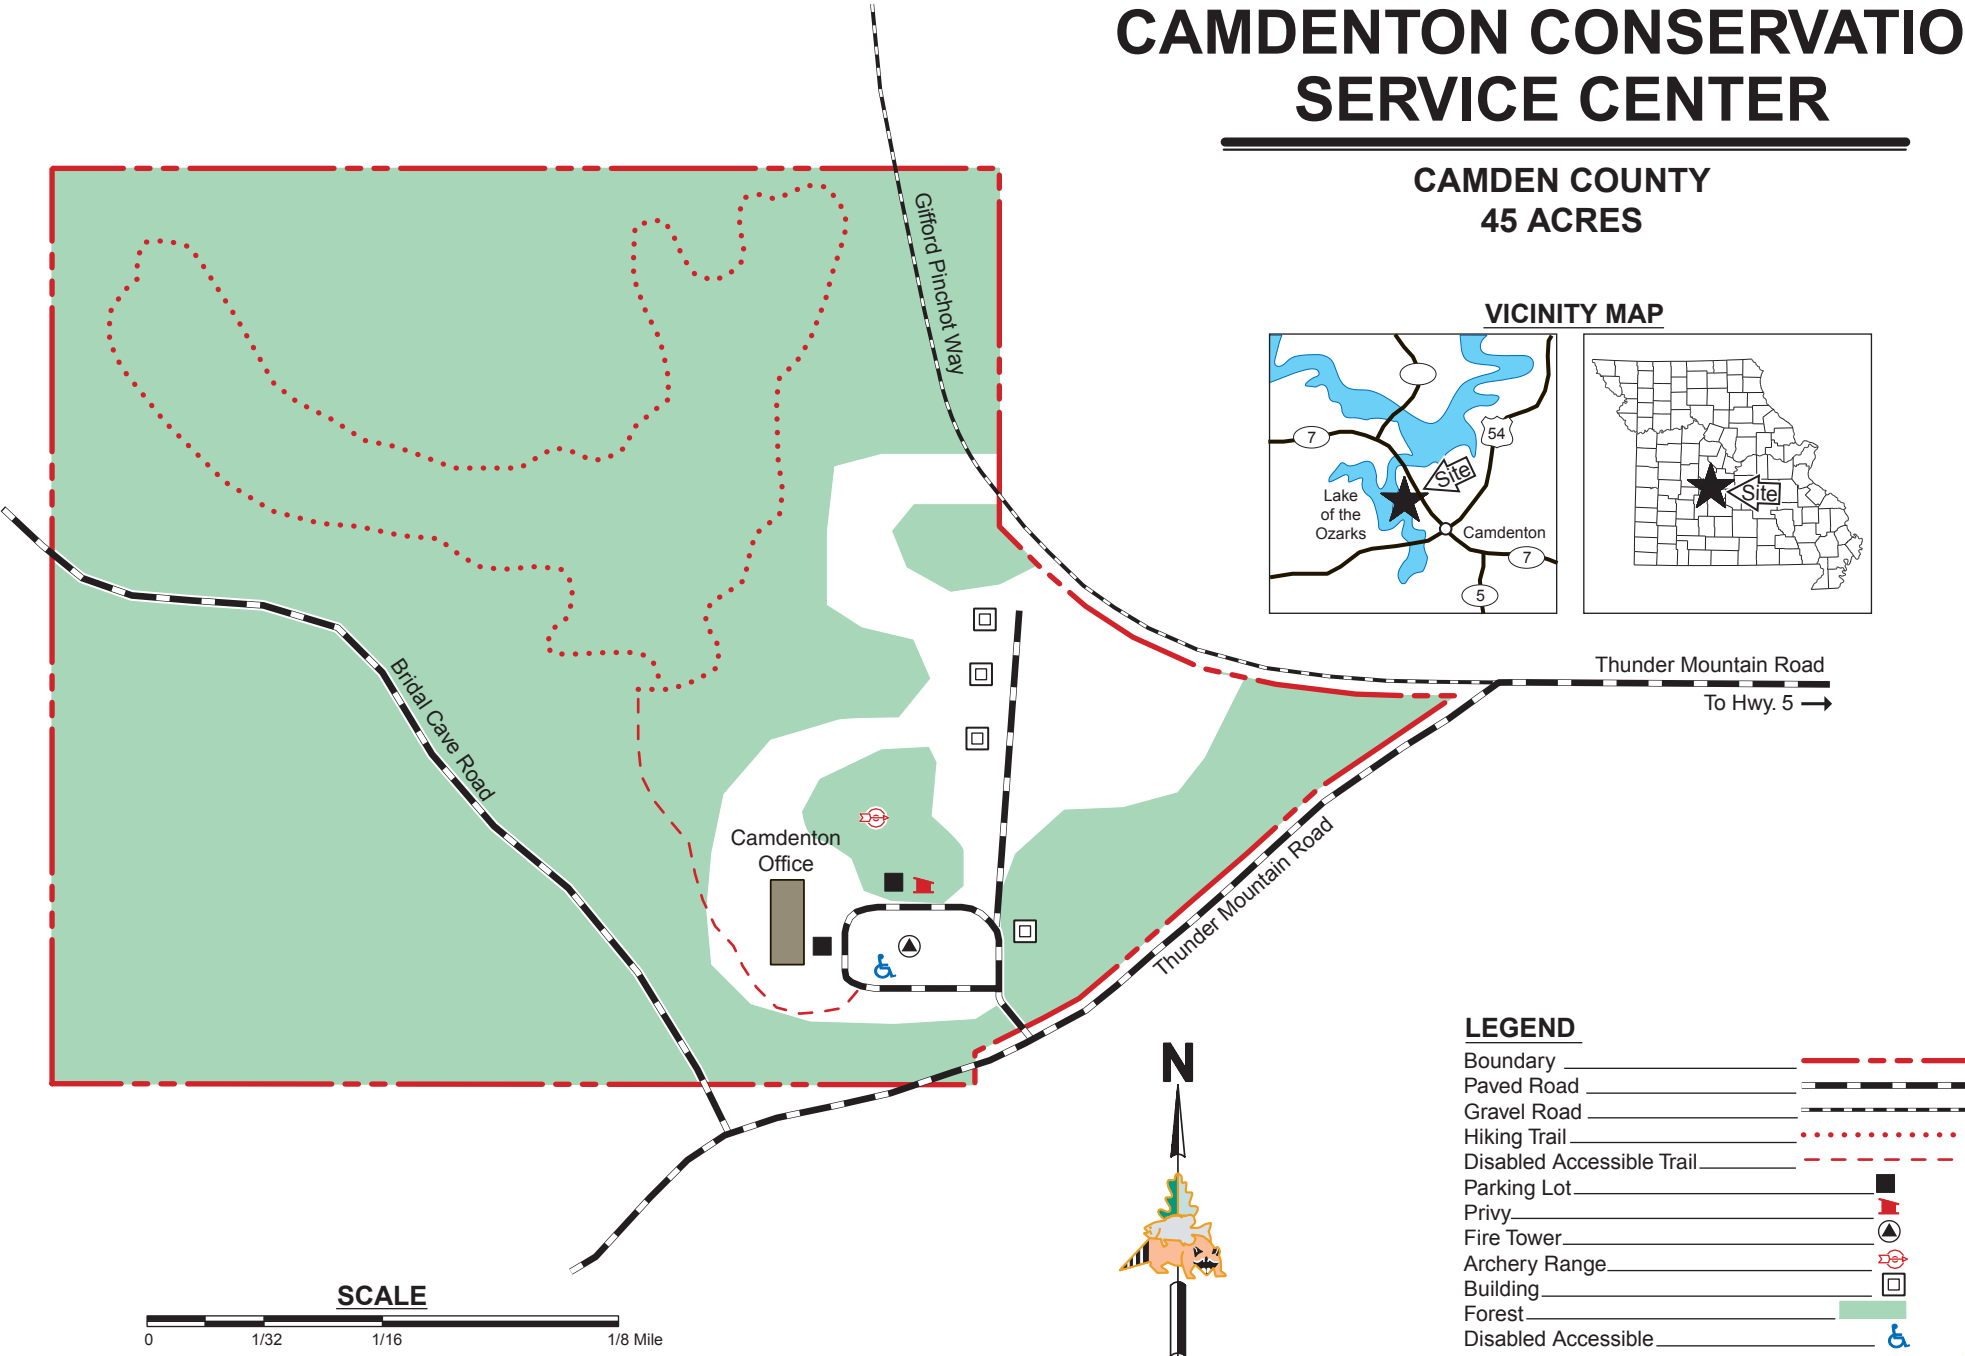 CAMDENTON CONSERVATIO
SERVICE CENTER
CAMDEN COUNTY
45 ACRES
VICINITY MAP
7
54
Site
Lake
of the
Ozarks
Camdenton
7
5
Site
Gifford Pinchot Way
Bridal Cave Road
Thunder Mountain Road
To Hwy. 5
Camdenton
Office
Thunder Mountain Road
N
LEGEND
Boundary
Paved Road
Gravel Road
Hiking Trail
Disabled Accessible Trail
Parking Lot
Privy
Fire Tower
Archery Range
Building
Forest
Disabled Accessible
SCALE
0 1/32 1/16 1/8 Mile